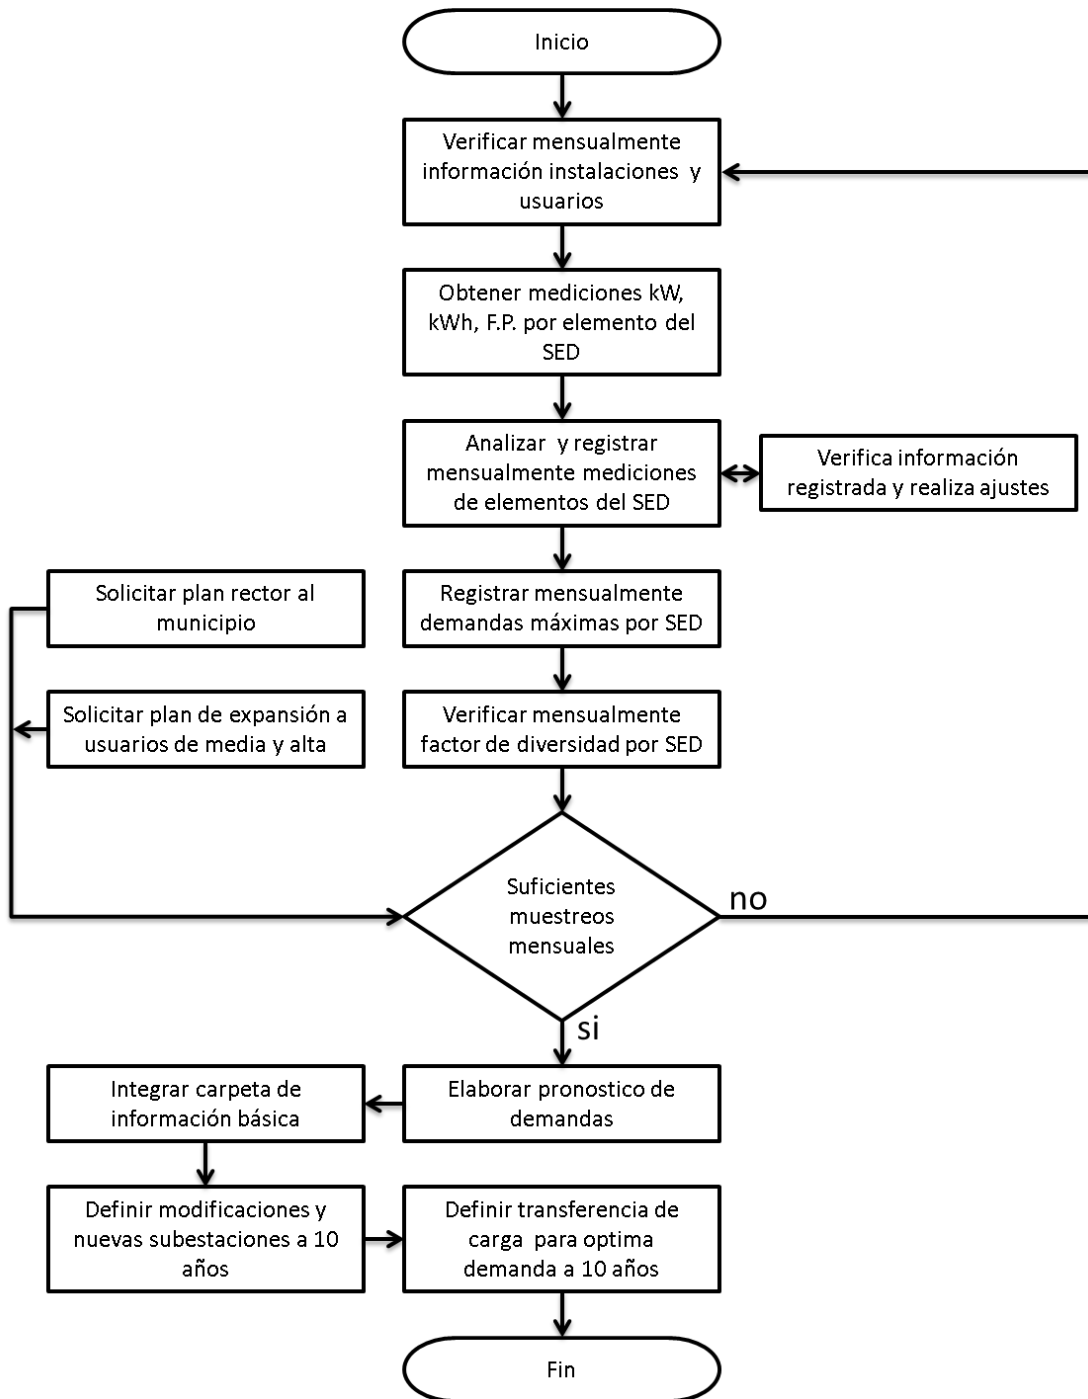 Inicio
Verificar mensualmente
información instalaciones y
usuarios
Obtener mediciones kW,
kWh, F.P. por elemento del
SED
Analizar y registrar
mensualmente mediciones
de elementos del SED
Verifica información
registrada y realiza ajustes
Solicitar plan rector al
municipio
Registrar mensualmente
demandas máximas por SED
Solicitar plan de expansión a
usuarios de media y alta
Verificar mensualmente
factor de diversidad por SED
Suficientes
muestreos
mensuales
no
si
Integrar carpeta de
información básica
Elaborar pronostico de
demandas
Definir modificaciones y
nuevas subestaciones a 10
años
Definir transferencia de
carga para optima
demanda a 10 años
Fin